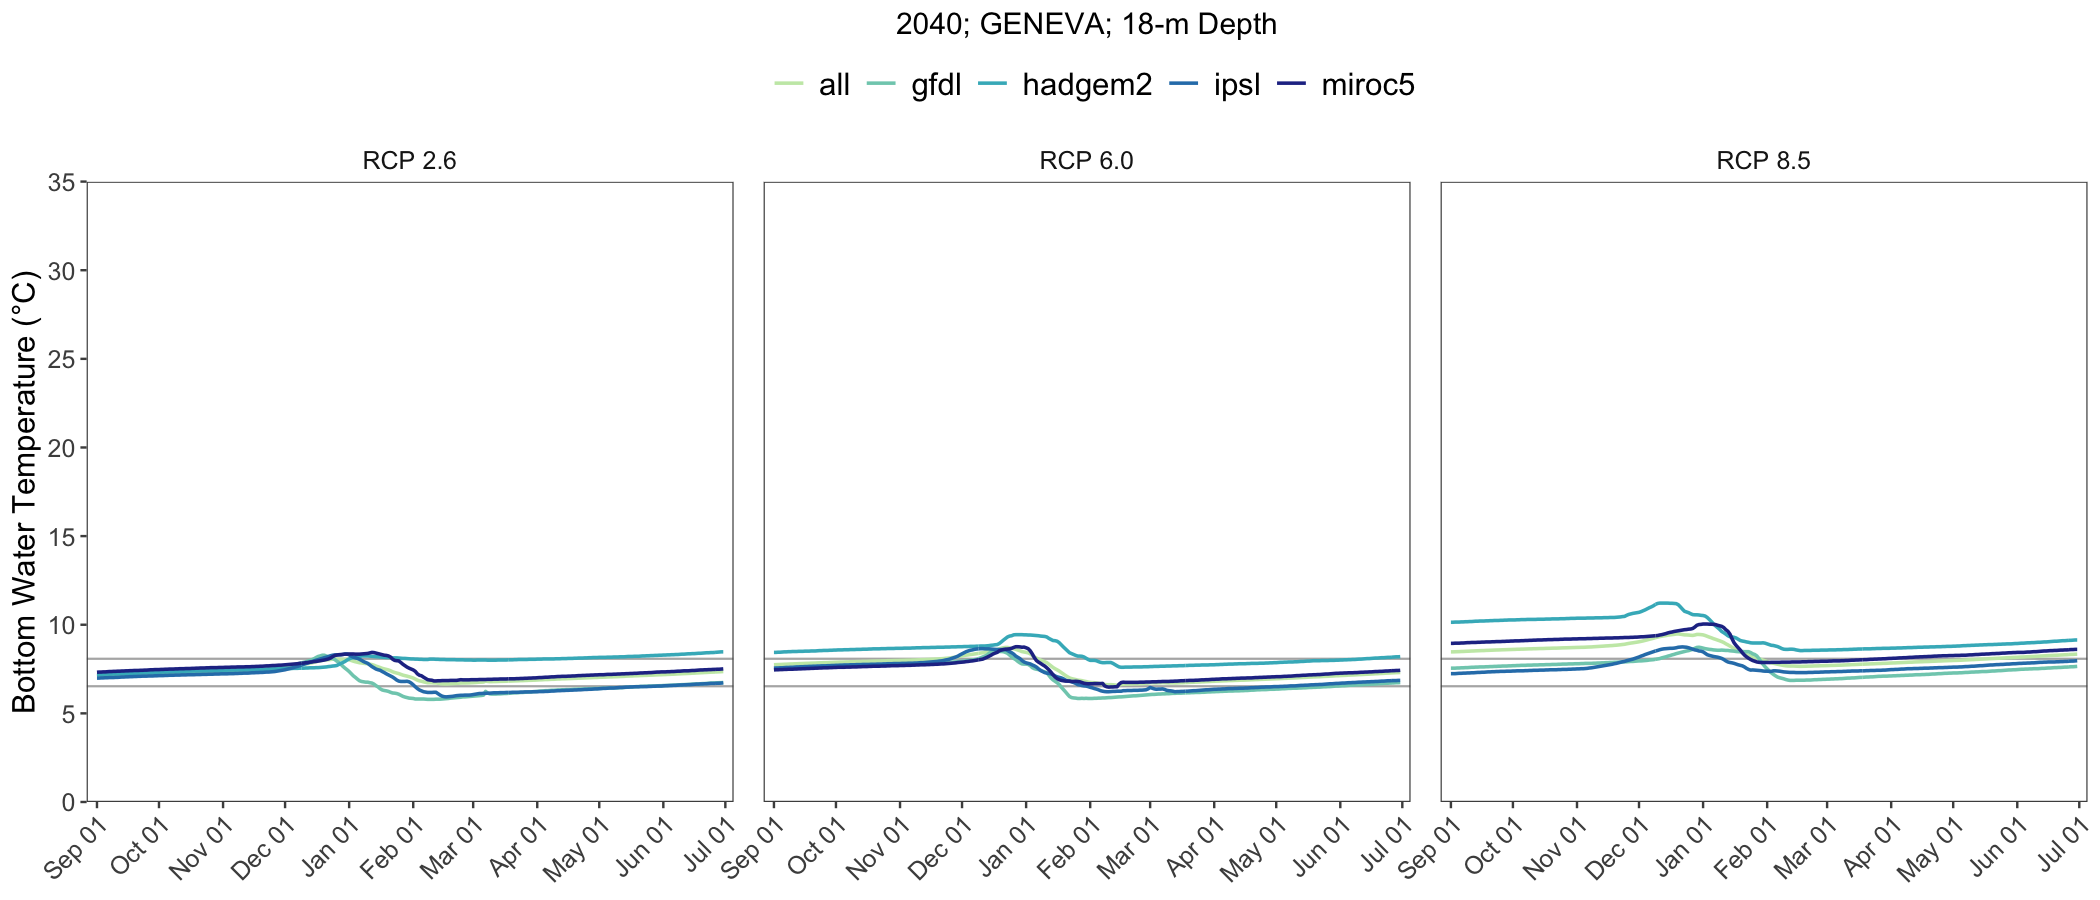 2040; GENEVA; 18-m Depth
all gfdl hadgem2 ipsl miroc5
RCP 2.6 RCP 6.0 RCP 8.5
Bottom Water Temperature (°C)
35
30
25
20
15
10
5
0
Sep 01 Oct 01 Nov 01 Dec 01 Jan 01 Feb 01 Mar 01 Apr 01 May 01 Jun 01 Jul 01 Sep 01 Oct 01 Nov 01 Dec 01 Jan 01 Feb 01 Mar 01 Apr 01 May 01 Jun 01 Jul 01 Sep 01 Oct 01 Nov 01 Dec 01 Jan 01 Feb 01 Mar 01 Apr 01 May 01 Jun 01 Jul 01